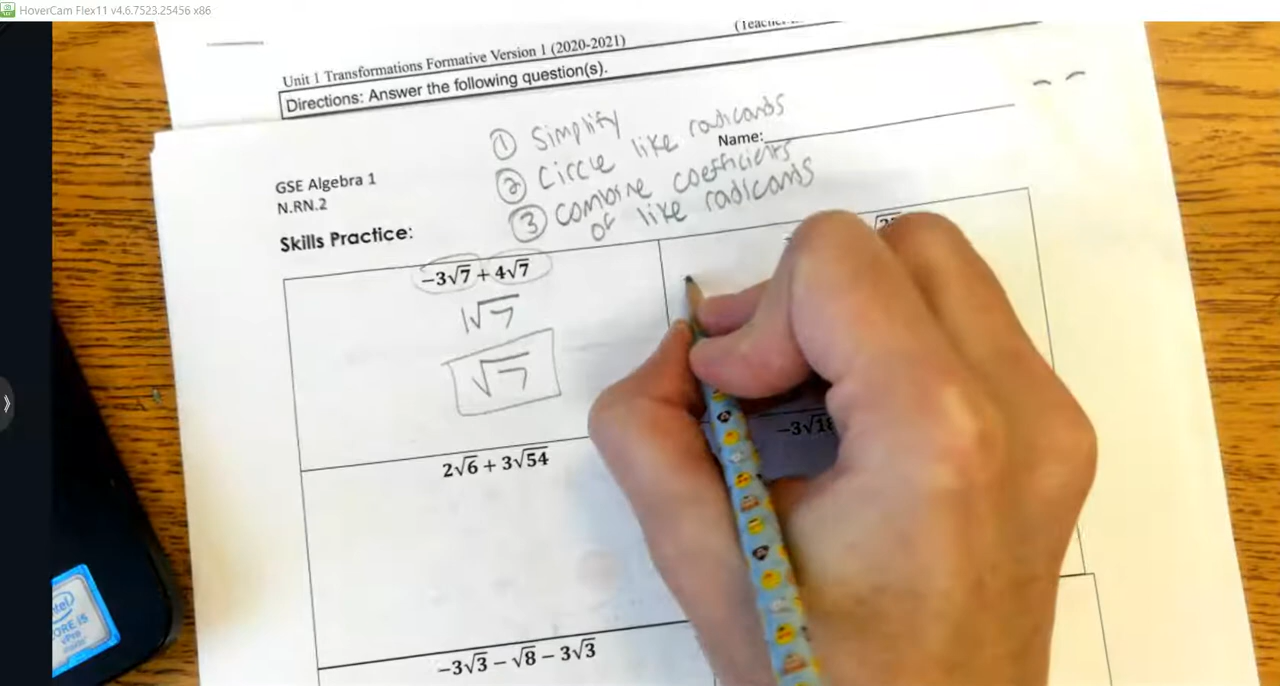 HoverCam Flex11 v4.6.7523.25456 x86
Unit 1 Transformations Formative Version 1 (2020-2021)
Directions: Answer the following question(s).
① Simplify
② Circle like radicands
③ combine coefficients
of like radicands
Name:
GSE Algebra 1
N.RN.2
Skills Practice:
−3√7 + 4√7
1√7
√7
2√6 + 3√54
−3√3 − √8 − 3√3